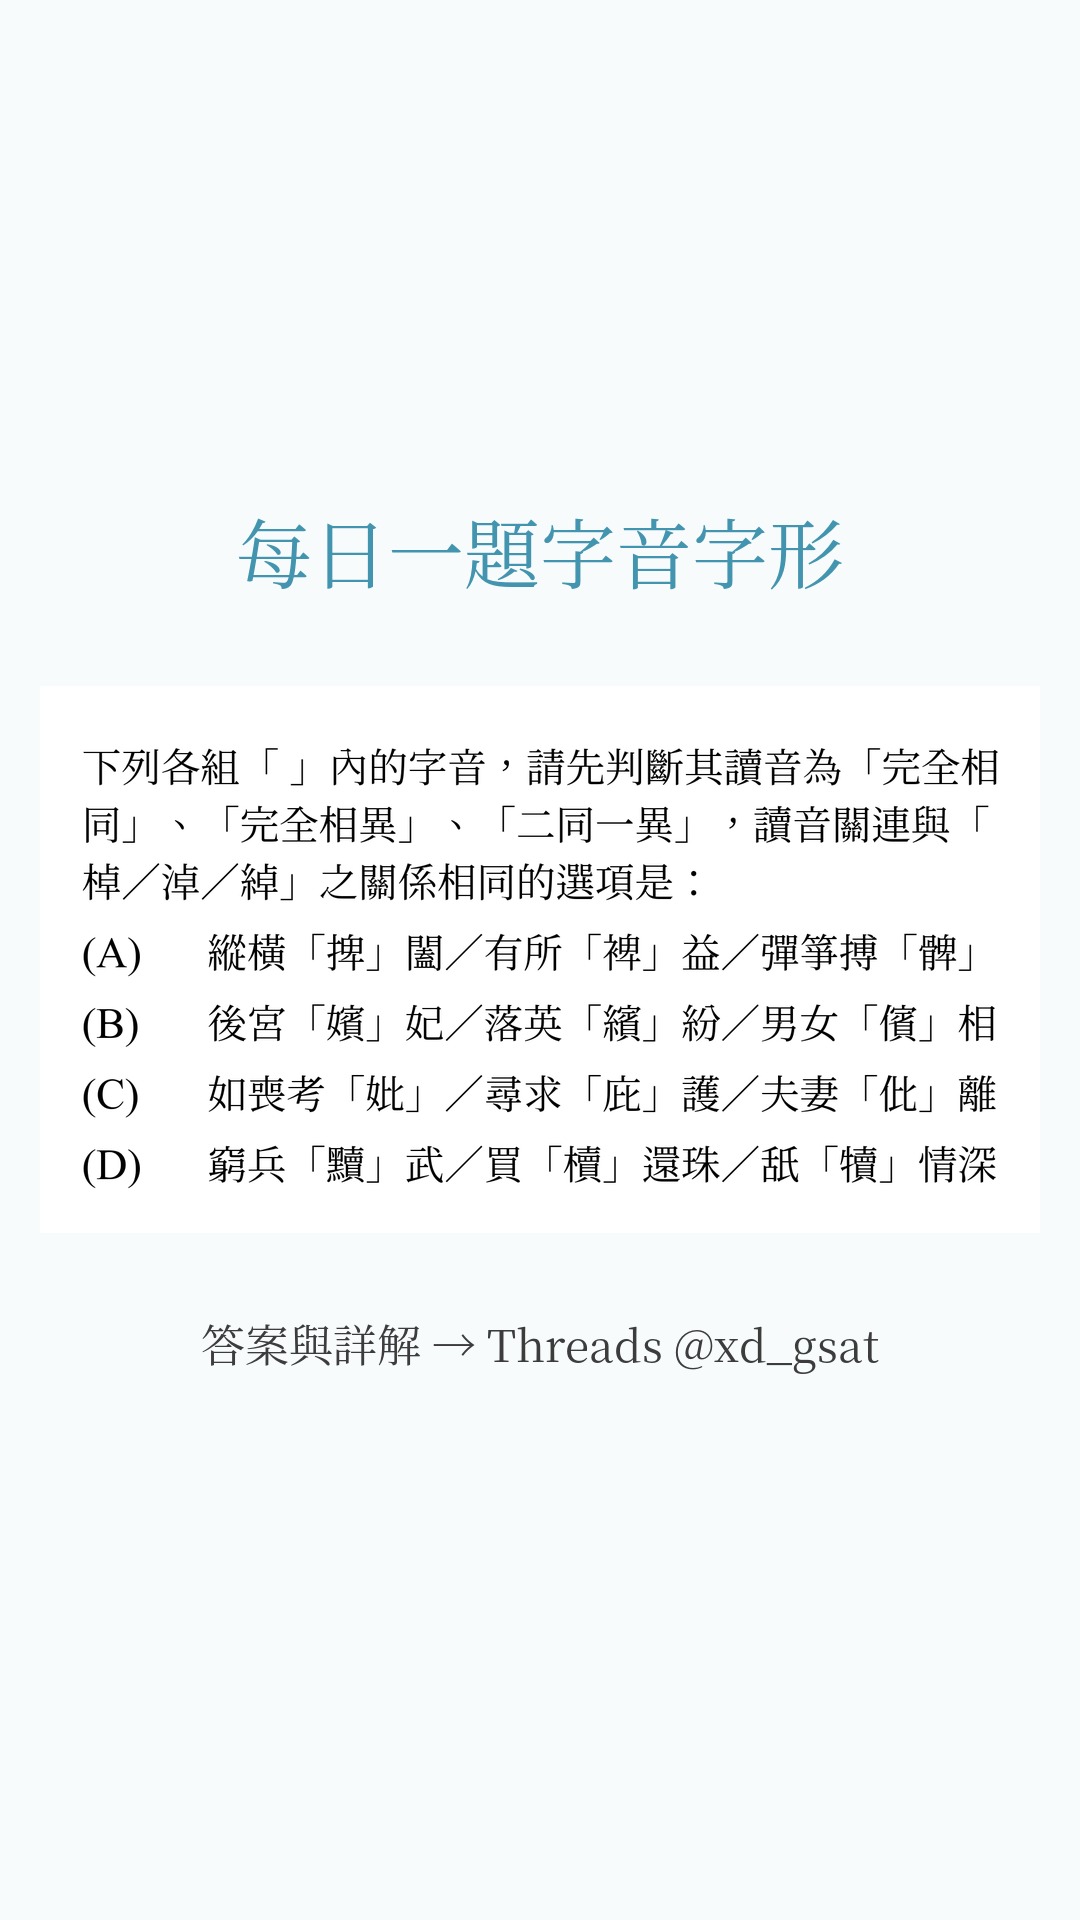 每日一題字音字形
下列各組「 」內的字音，請先判斷其讀音為「完全相
同」、「完全相異」、「二同一異」，讀音關連與「
棹／淖／綽」之關係相同的選項是：
(A) 縱橫「捭」闔／有所「裨」益／彈箏搏「髀」
(B) 後宮「嬪」妃／落英「繽」紛／男女「儐」相
(C) 如喪考「妣」／尋求「庇」護／夫妻「仳」離
(D) 窮兵「黷」武／買「櫝」還珠／舐「犢」情深
答案與詳解 → Threads @xd_gsat